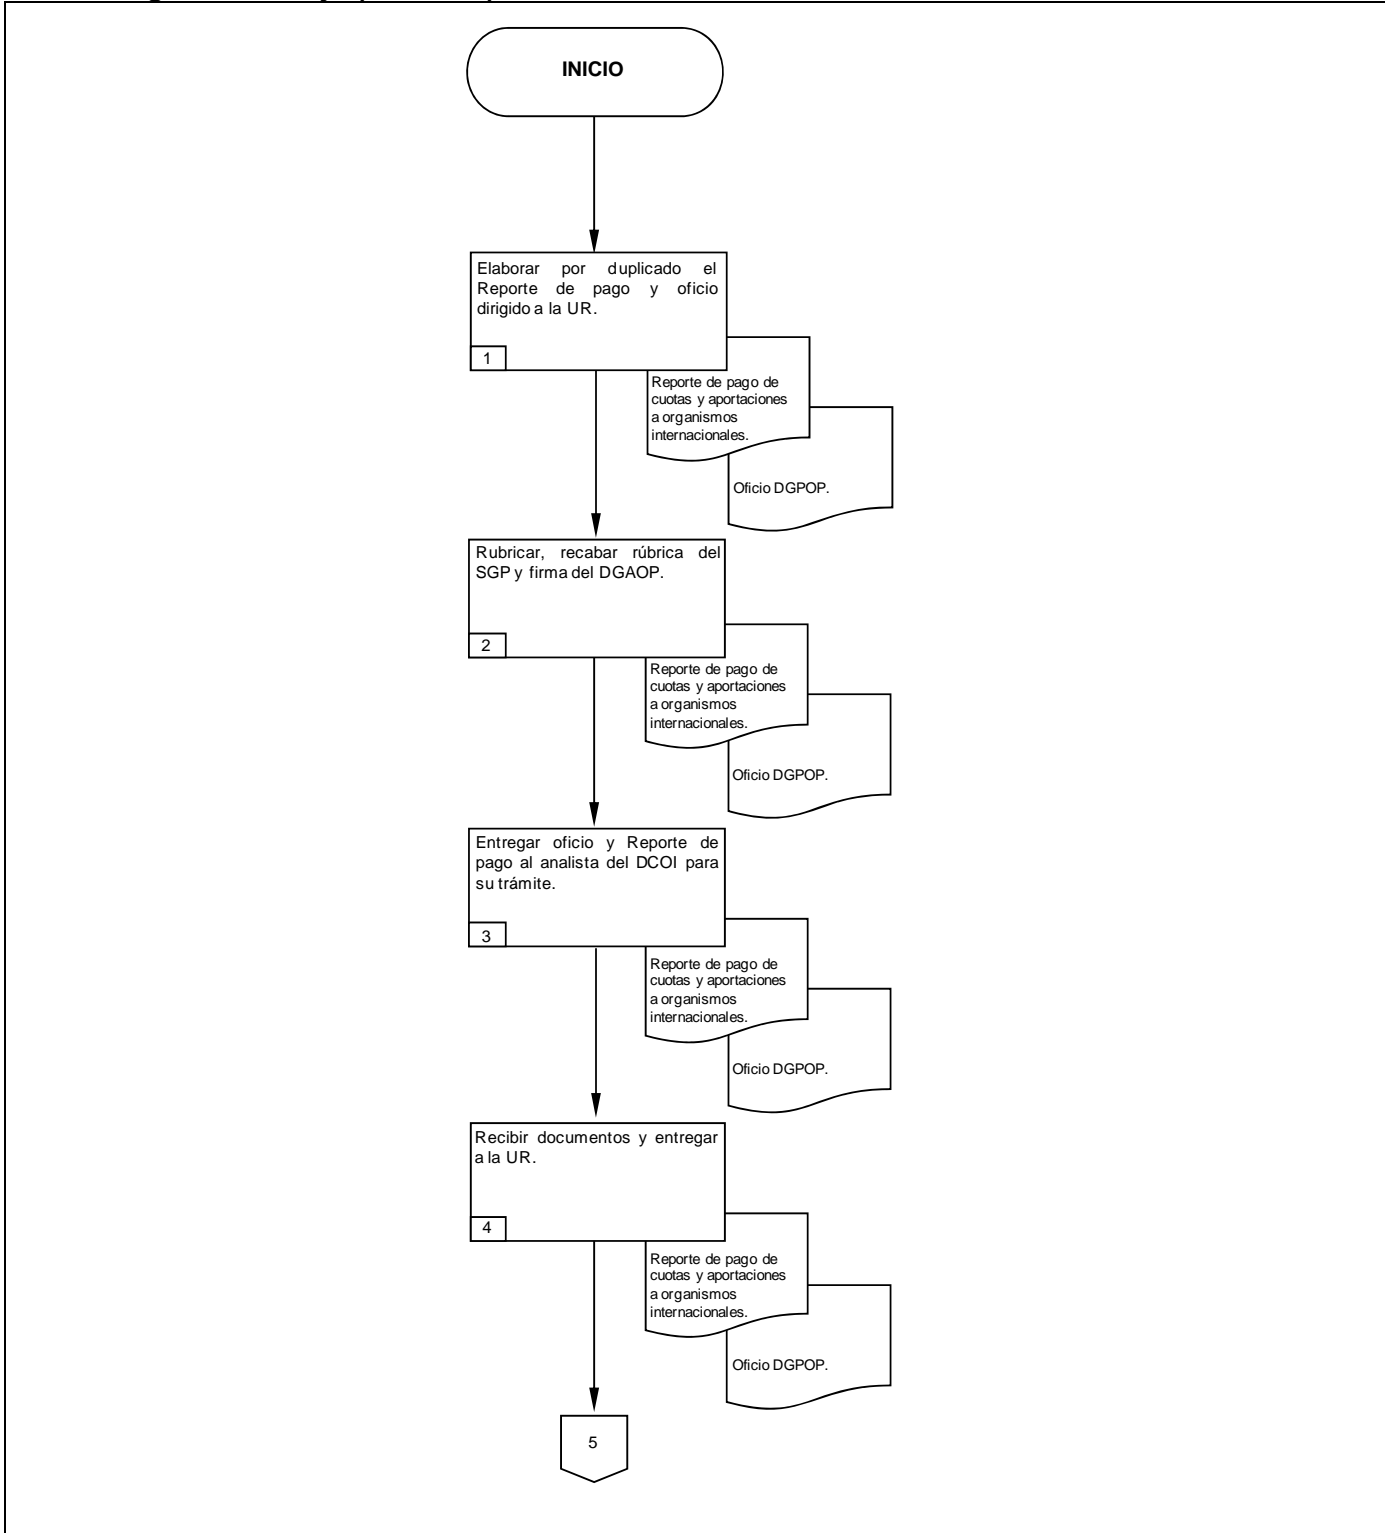 INICIO
Elaborar por duplicado el
Reporte de pago y oficio
dirigido a la UR.
1
Reporte de pago de
cuotas y aportaciones
a organismos
internacionales.
Oficio DGPOP.
Rubricar, recabar rúbrica del
SGP y firma del DGAOP.
2
Reporte de pago de
cuotas y aportaciones
a organismos
internacionales.
Oficio DGPOP.
Entregar oficio y Reporte de
pago al analista del DCOI para
su trámite.
3
Reporte de pago de
cuotas y aportaciones
a organismos
internacionales.
Oficio DGPOP.
Recibir documentos y entregar
a la UR.
4
Reporte de pago de
cuotas y aportaciones
a organismos
internacionales.
Oficio DGPOP.
5